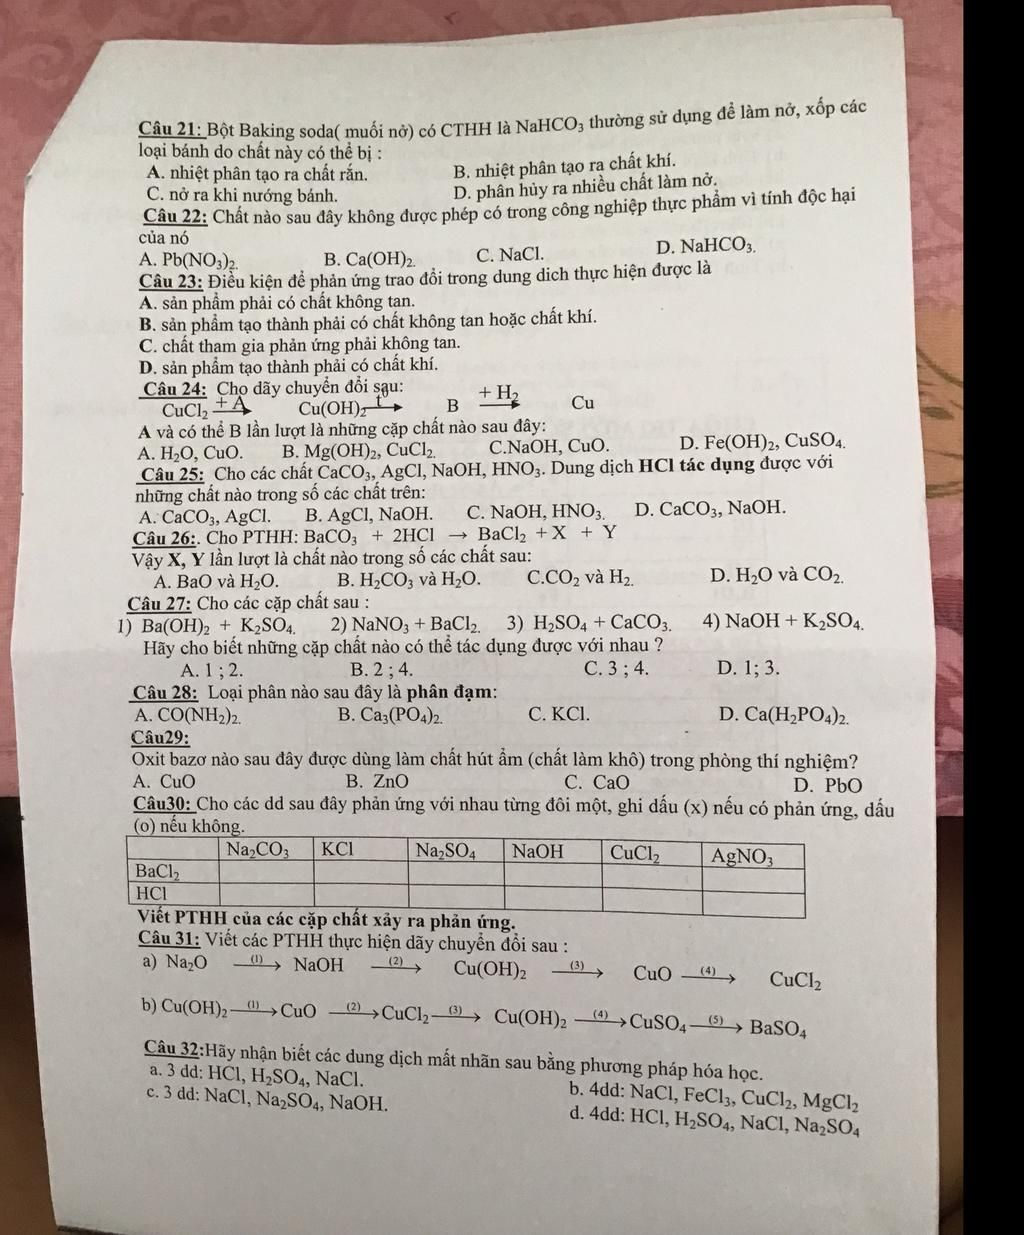 Câu 21: Bột Baking soda( muối nở) có CTHH là NaHCO₃ thường sử dụng để làm nở, xốp các
loại bánh do chất này có thể bị :
A. nhiệt phân tạo ra chất rắn. B. nhiệt phân tạo ra chất khí.
C. nở ra khi nướng bánh. D. phân hủy ra nhiều chất làm nở.
Câu 22: Chất nào sau đây không được phép có trong công nghiệp thực phẩm vì tính độc hại
của nó
A. Pb(NO₃)₂. B. Ca(OH)₂. C. NaCl. D. NaHCO₃.
Câu 23: Điều kiện để phản ứng trao đổi trong dung dich thực hiện được là
A. sản phẩm phải có chất không tan.
B. sản phẩm tạo thành phải có chất không tan hoặc chất khí.
C. chất tham gia phản ứng phải không tan.
D. sản phẩm tạo thành phải có chất khí.
Câu 24: Cho dãy chuyển đổi sau:
CuCl₂ + A → Cu(OH)₂ t → B + H₂ → Cu
A và có thể B lần lượt là những cặp chất nào sau đây:
A. H₂O, CuO. B. Mg(OH)₂, CuCl₂. C.NaOH, CuO. D. Fe(OH)₂, CuSO₄.
Câu 25: Cho các chất CaCO₃, AgCl, NaOH, HNO₃. Dung dịch HCl tác dụng được với
những chất nào trong số các chất trên:
A. CaCO₃, AgCl. B. AgCl, NaOH. C. NaOH, HNO₃. D. CaCO₃, NaOH.
Câu 26:. Cho PTHH: BaCO₃ + 2HCl → BaCl₂ + X + Y
Vậy X, Y lần lượt là chất nào trong số các chất sau:
A. BaO và H₂O. B. H₂CO₃ và H₂O. C.CO₂ và H₂. D. H₂O và CO₂.
Câu 27: Cho các cặp chất sau :
1) Ba(OH)₂ + K₂SO₄. 2) NaNO₃ + BaCl₂. 3) H₂SO₄ + CaCO₃. 4) NaOH + K₂SO₄.
Hãy cho biết những cặp chất nào có thể tác dụng được với nhau ?
A. 1 ; 2. B. 2 ; 4. C. 3 ; 4. D. 1; 3.
Câu 28: Loại phân nào sau đây là phân đạm:
A. CO(NH₂)₂. B. Ca₃(PO₄)₂. C. KCl. D. Ca(H₂PO₄)₂.
Câu29:
Oxit bazơ nào sau đây được dùng làm chất hút ẩm (chất làm khô) trong phòng thí nghiệm?
A. CuO B. ZnO C. CaO D. PbO
Câu30: Cho các dd sau đây phản ứng với nhau từng đôi một, ghi dấu (x) nếu có phản ứng, dấu
(o) nếu không.
Na₂CO₃ KCl Na₂SO₄ NaOH CuCl₂ AgNO₃
BaCl₂
HCl
Viết PTHH của các cặp chất xảy ra phản ứng.
Câu 31: Viết các PTHH thực hiện dãy chuyển đổi sau :
a) Na₂O (1)→ NaOH (2)→ Cu(OH)₂ (3)→ CuO (4)→ CuCl₂
b) Cu(OH)₂ (1)→ CuO (2)→ CuCl₂ (3)→ Cu(OH)₂ (4)→ CuSO₄ (5)→ BaSO₄
Câu 32:Hãy nhận biết các dung dịch mất nhãn sau bằng phương pháp hóa học.
a. 3 dd: HCl, H₂SO₄, NaCl. b. 4dd: NaCl, FeCl₃, CuCl₂, MgCl₂
c. 3 dd: NaCl, Na₂SO₄, NaOH. d. 4dd: HCl, H₂SO₄, NaCl, Na₂SO₄